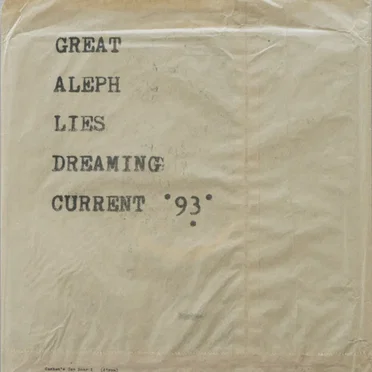 GREAT
ALEPH
LIES
DREAMING
CURRENT °93°